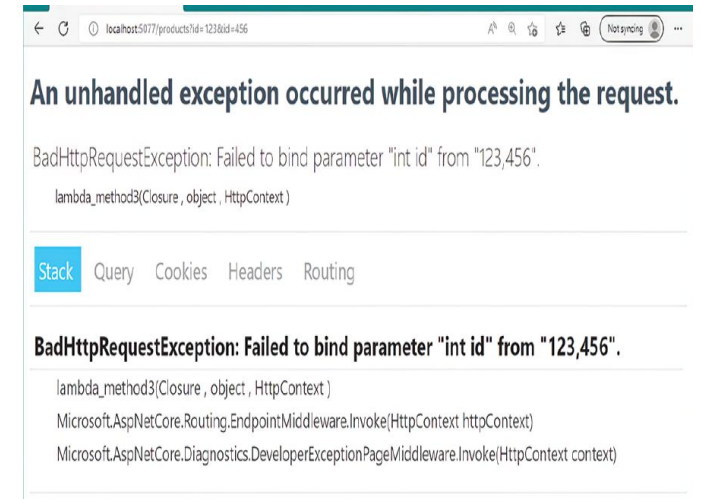 localhost:5077/products?id=123&id=456
Not syncing
An unhandled exception occurred while processing the request.
BadHttpRequestException: Failed to bind parameter "int id" from "123,456".
lambda_method3(Closure , object , HttpContext )
Stack Query Cookies Headers Routing
BadHttpRequestException: Failed to bind parameter "int id" from "123,456".
lambda_method3(Closure , object , HttpContext )
Microsoft.AspNetCore.Routing.EndpointMiddleware.Invoke(HttpContext httpContext)
Microsoft.AspNetCore.Diagnostics.DeveloperExceptionPageMiddleware.Invoke(HttpContext context)